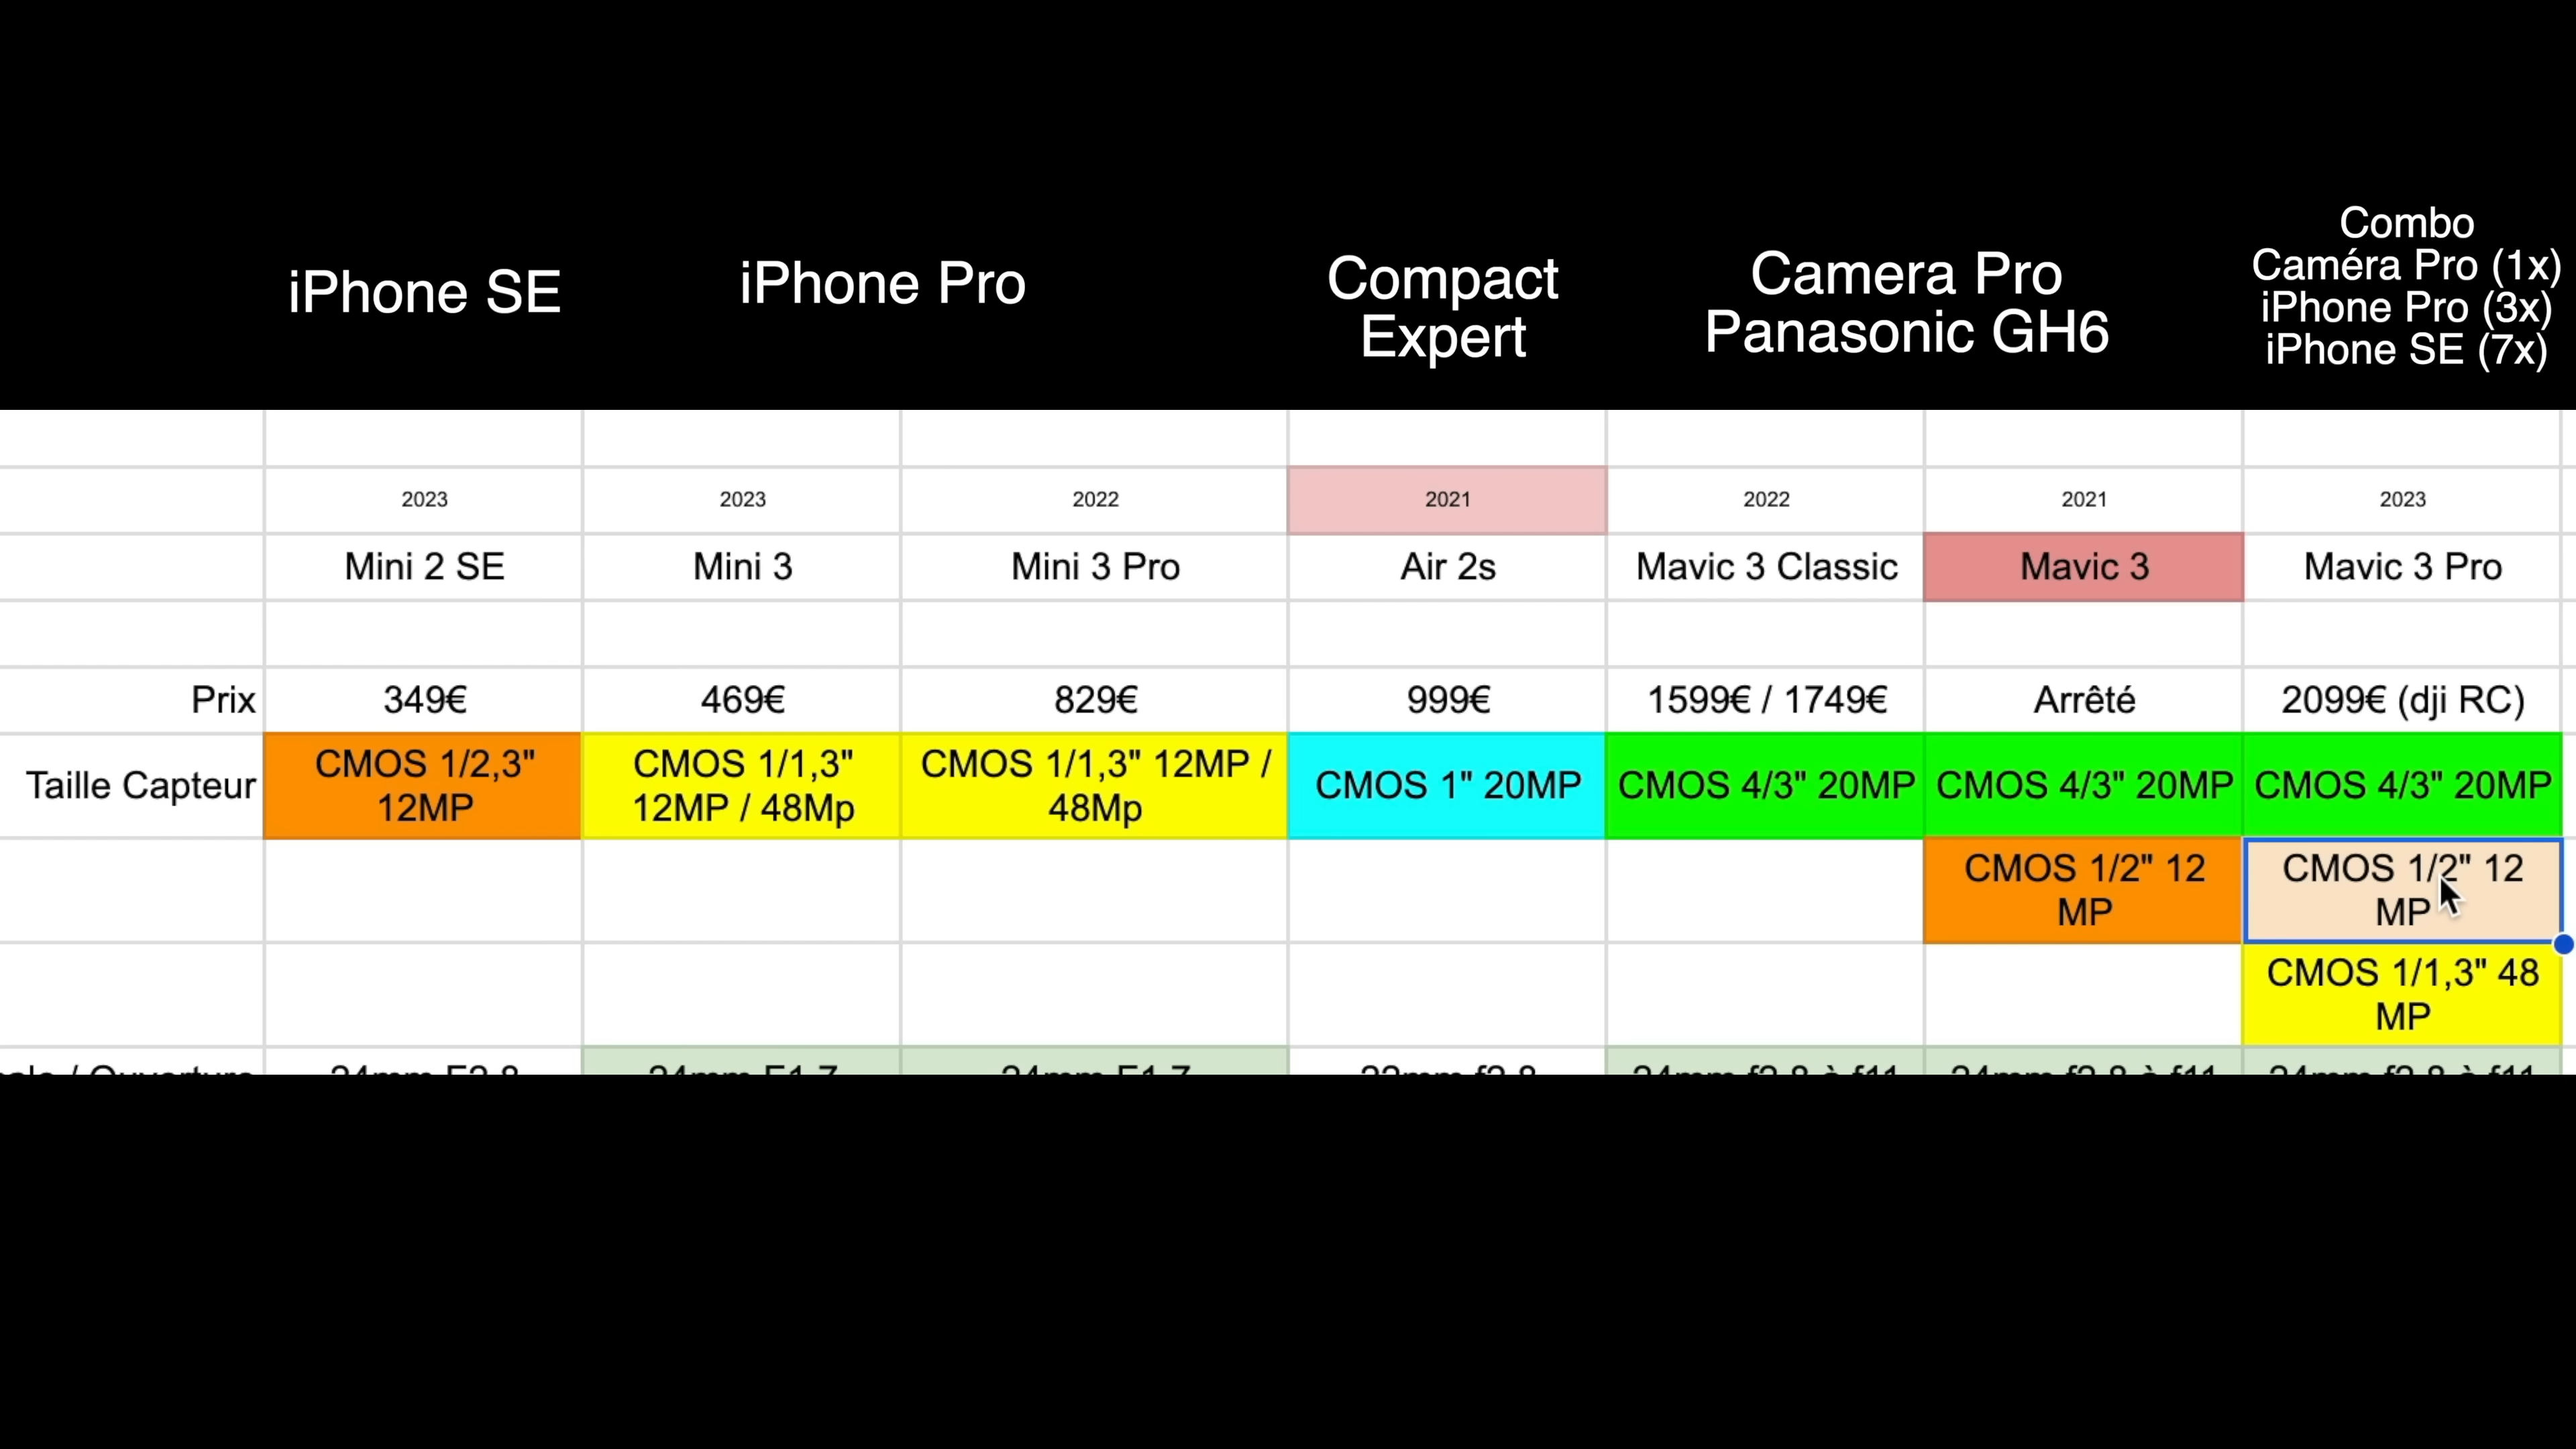 iPhone SE
iPhone Pro
Compact
Expert
Camera Pro
Panasonic GH6
Combo
Caméra Pro (1x)
iPhone Pro (3x)
iPhone SE (7x)
2023
2023
2022
2021
2022
2021
2023
Mini 2 SE
Mini 3
Mini 3 Pro
Air 2s
Mavic 3 Classic
Mavic 3
Mavic 3 Pro
Prix
349€
469€
829€
999€
1599€ / 1749€
Arrêté
2099€ (dji RC)
Taille Capteur
CMOS 1/2,3"
12MP
CMOS 1/1,3"
12MP / 48Mp
CMOS 1/1,3" 12MP /
48Mp
CMOS 1" 20MP
CMOS 4/3" 20MP
CMOS 4/3" 20MP
CMOS 4/3" 20MP
CMOS 1/2" 12
MP
CMOS 1/2" 12
MP
CMOS 1/1,3" 48
MP